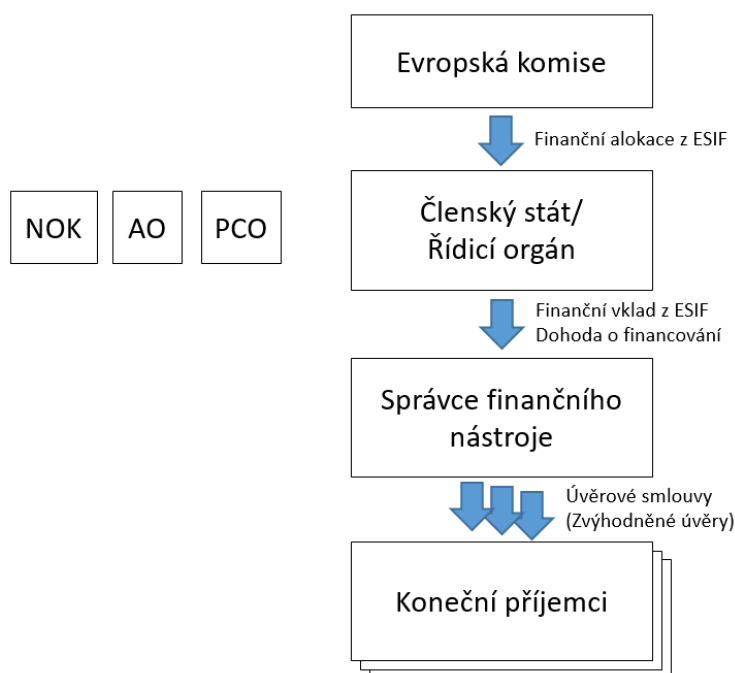 Evropská komise
Finanční alokace z ESIF
NOK
AO
PCO
Členský stát/
Řídicí orgán
Finanční vklad z ESIF
Dohoda o financování
Správce finančního
nástroje
Úvěrové smlouvy
(Zvýhodněné úvěry)
Koneční příjemci